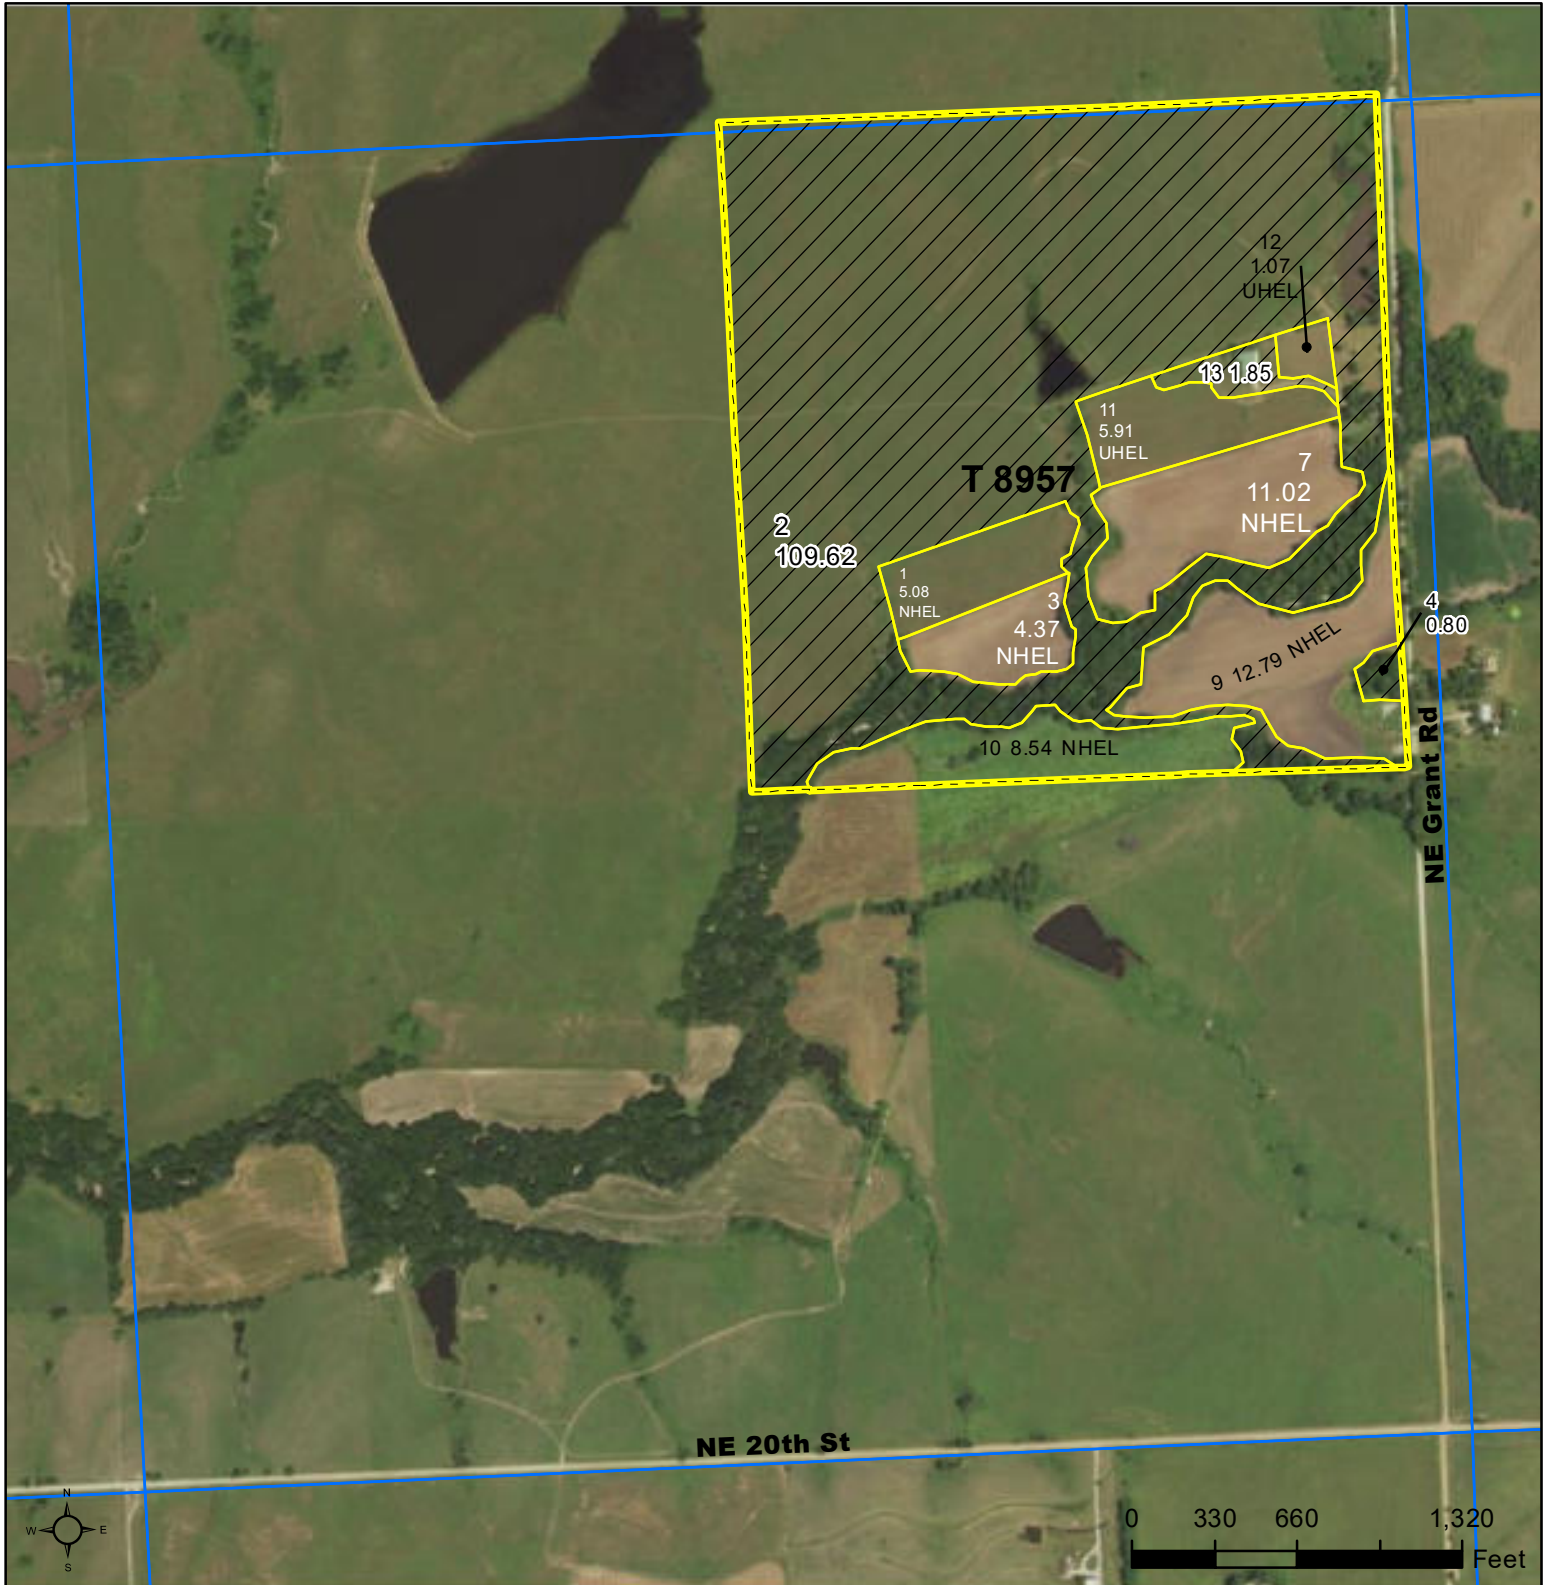 12
1.07
UHEL
13 1.85
11
5.91
UHEL
T 8957
7
11.02
NHEL
2
109.62
1
5.08
NHEL
3
4.37
NHEL
4
0.80
9 12.79 NHEL
10 8.54 NHEL
NE Grant Rd
NE 20th St
N
W E
S
0 330 660 1,320
Feet